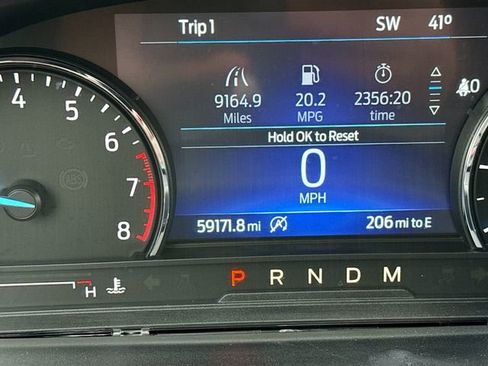 Trip 1 SW 41°
9164.9 20.2 2356:20
Miles MPG time
Hold OK to Reset
0
MPH
59171.8 mi 206 mi to E
4 5 6 7 8
H
P R N D M